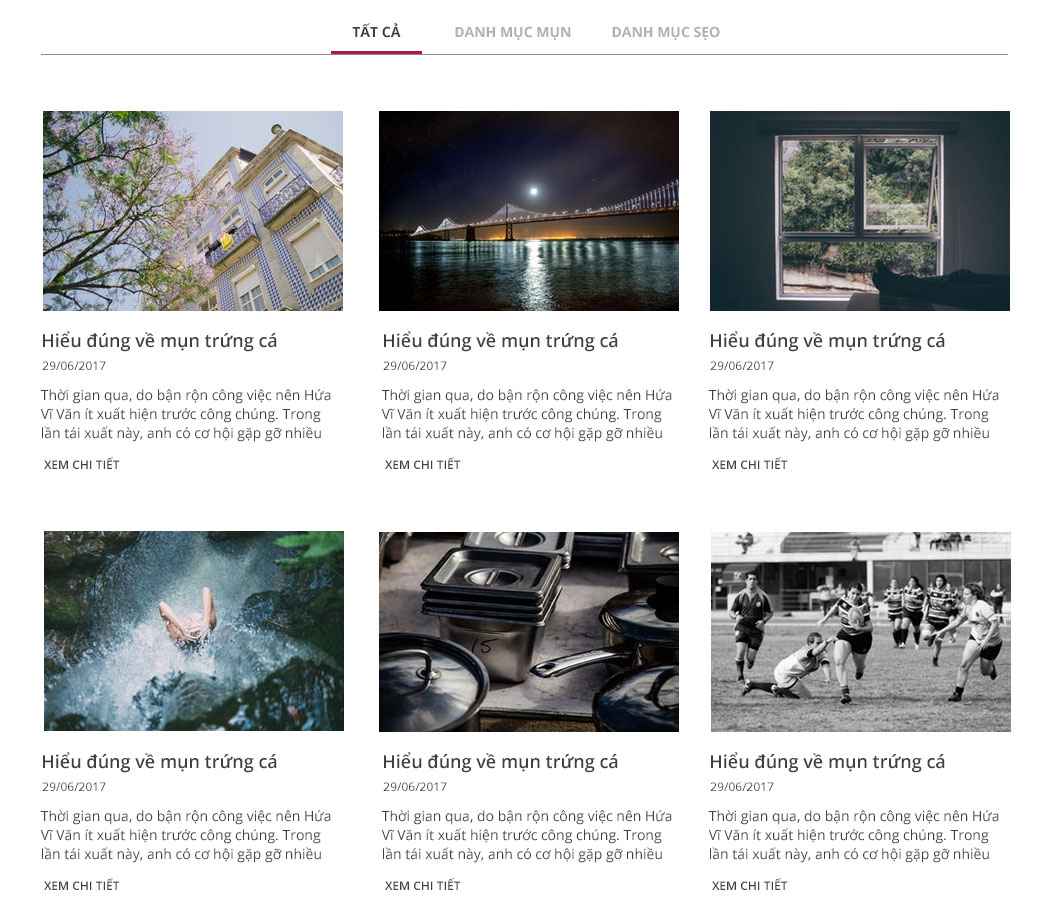 TẤT CẢ DANH MỤC MỤN DANH MỤC SẸO
Hiểu đúng về mụn trứng cá
29/06/2017
Thời gian qua, do bận rộn công việc nên Hứa
Vĩ Văn ít xuất hiện trước công chúng. Trong
lần tái xuất này, anh có cơ hội gặp gỡ nhiều
XEM CHI TIẾT
Hiểu đúng về mụn trứng cá
29/06/2017
Thời gian qua, do bận rộn công việc nên Hứa
Vĩ Văn ít xuất hiện trước công chúng. Trong
lần tái xuất này, anh có cơ hội gặp gỡ nhiều
XEM CHI TIẾT
Hiểu đúng về mụn trứng cá
29/06/2017
Thời gian qua, do bận rộn công việc nên Hứa
Vĩ Văn ít xuất hiện trước công chúng. Trong
lần tái xuất này, anh có cơ hội gặp gỡ nhiều
XEM CHI TIẾT
15
Hiểu đúng về mụn trứng cá
29/06/2017
Thời gian qua, do bận rộn công việc nên Hứa
Vĩ Văn ít xuất hiện trước công chúng. Trong
lần tái xuất này, anh có cơ hội gặp gỡ nhiều
XEM CHI TIẾT
Hiểu đúng về mụn trứng cá
29/06/2017
Thời gian qua, do bận rộn công việc nên Hứa
Vĩ Văn ít xuất hiện trước công chúng. Trong
lần tái xuất này, anh có cơ hội gặp gỡ nhiều
XEM CHI TIẾT
Hiểu đúng về mụn trứng cá
29/06/2017
Thời gian qua, do bận rộn công việc nên Hứa
Vĩ Văn ít xuất hiện trước công chúng. Trong
lần tái xuất này, anh có cơ hội gặp gỡ nhiều
XEM CHI TIẾT